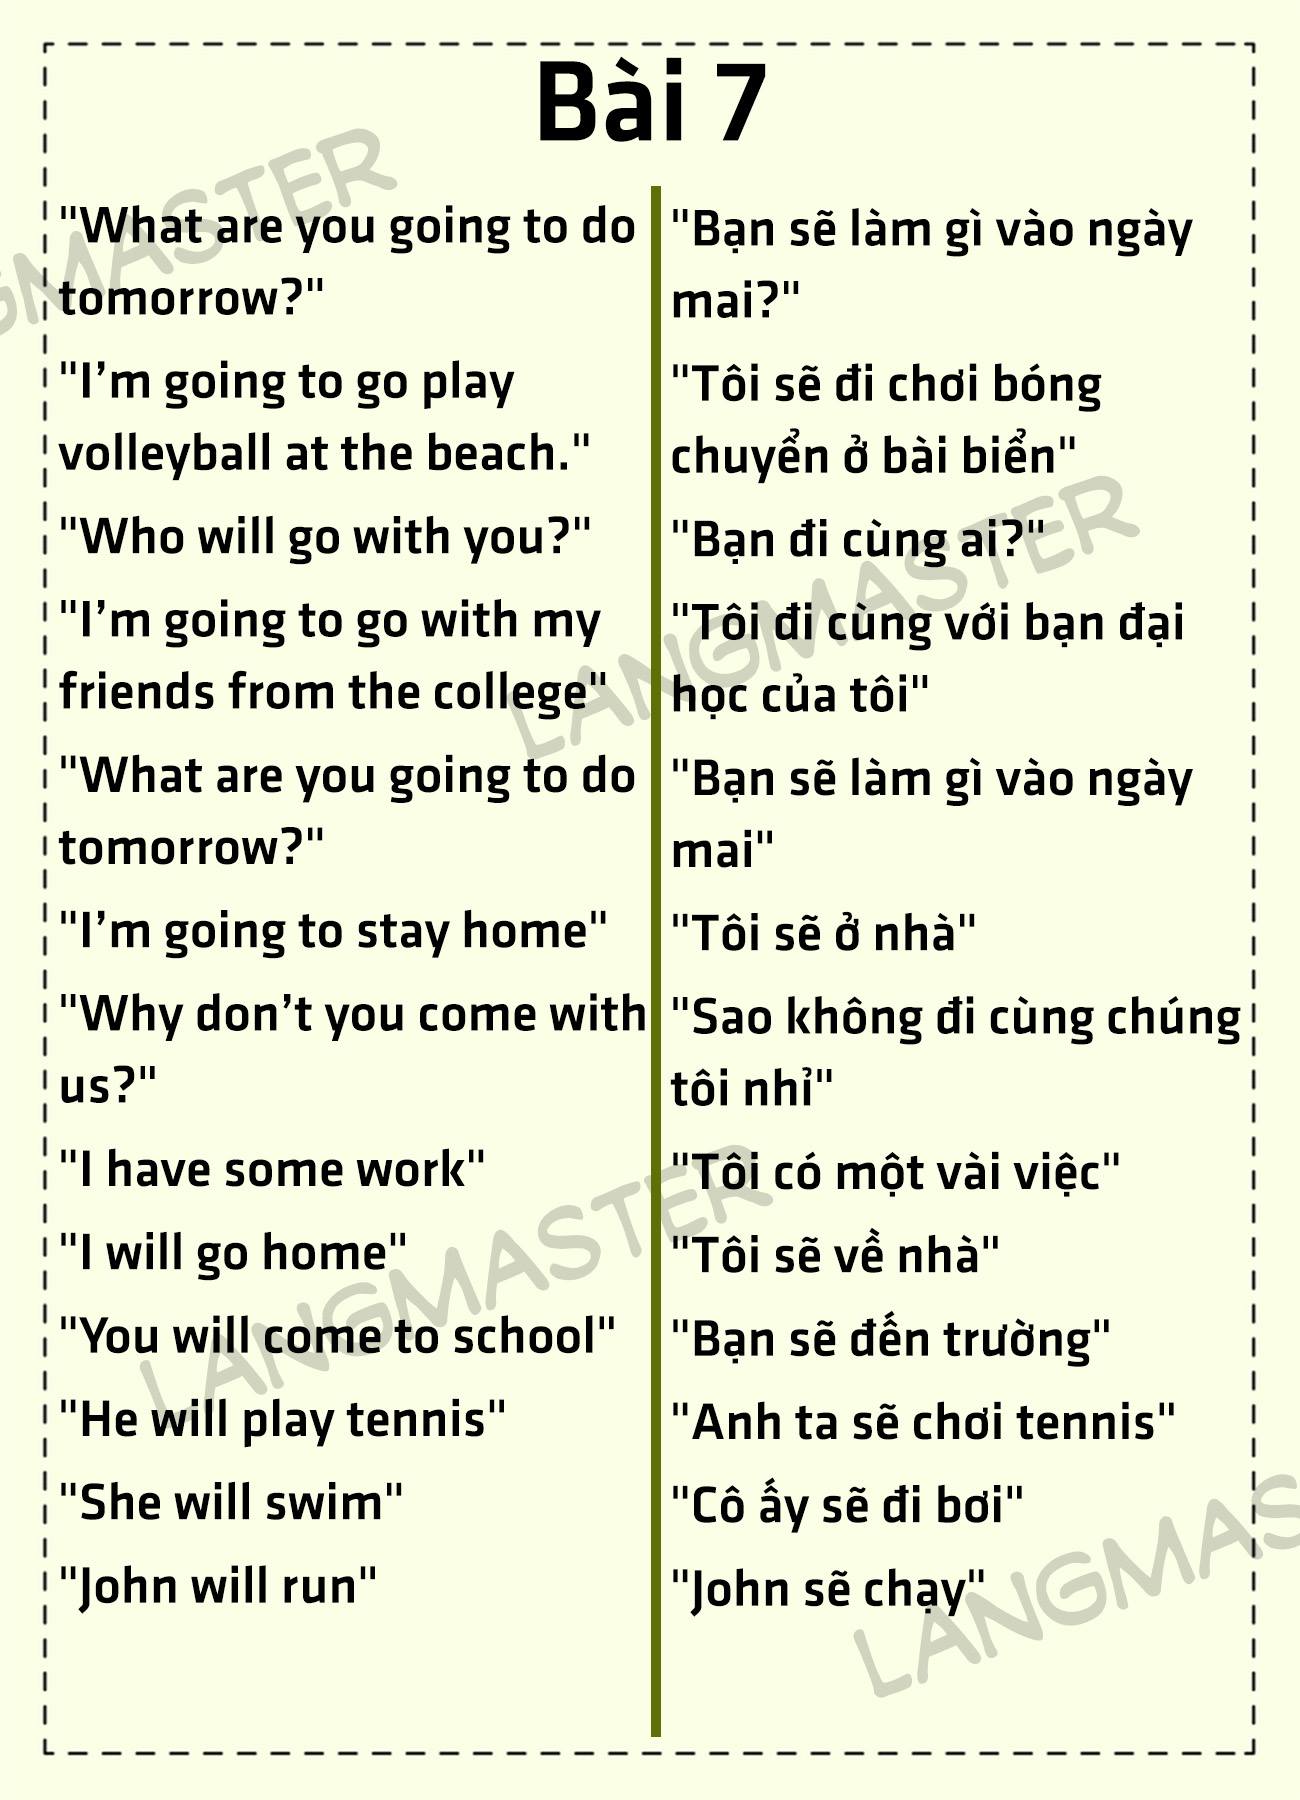 Bài 7
"What are you going to do
tomorrow?"
"I’m going to go play
volleyball at the beach."
"Who will go with you?"
"I’m going to go with my
friends from the college"
"What are you going to do
tomorrow?"
"I’m going to stay home"
"Why don’t you come with
us?"
"I have some work"
"I will go home"
"You will come to school"
"He will play tennis"
"She will swim"
"John will run"
"Bạn sẽ làm gì vào ngày
mai?"
"Tôi sẽ đi chơi bóng
chuyển ở bài biển"
"Bạn đi cùng ai?"
"Tôi đi cùng với bạn đại
học của tôi"
"Bạn sẽ làm gì vào ngày
mai"
"Tôi sẽ ở nhà"
"Sao không đi cùng chúng
tôi nhỉ"
"Tôi có một vài việc"
"Tôi sẽ về nhà"
"Bạn sẽ đến trường"
"Anh ta sẽ chơi tennis"
"Cô ấy sẽ đi bơi"
"John sẽ chạy"
GMASTER
LANGMASTER
LANGMASTER
LANGMAS